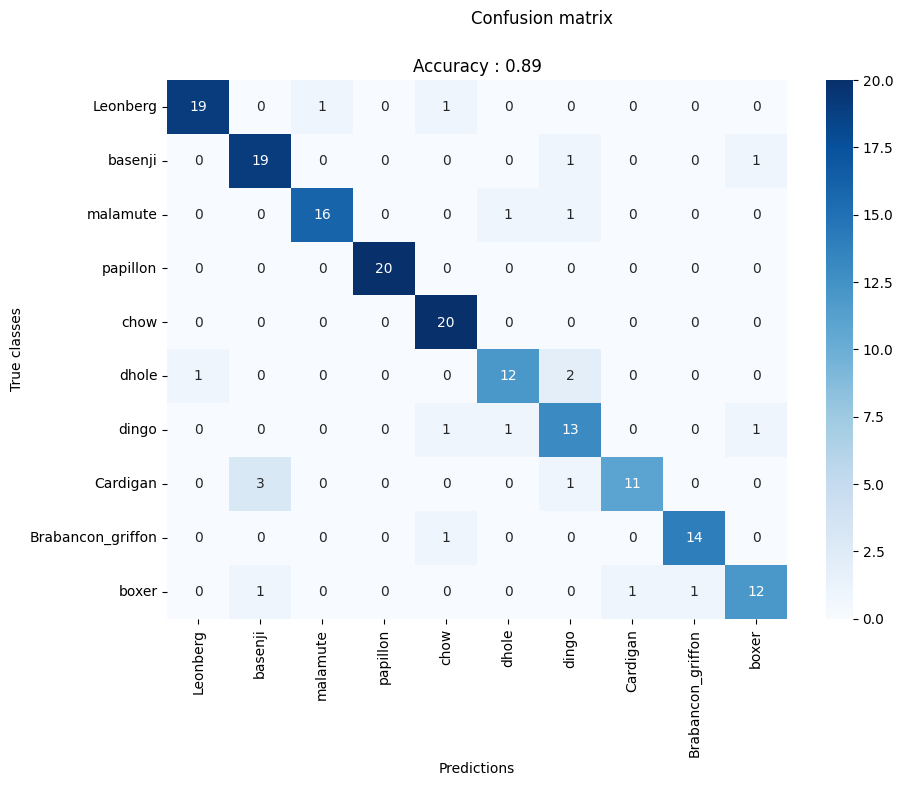 Confusion matrix
Accuracy : 0.89
True classes
Leonberg 19 0 1 0 1 0 0 0 0 0
basenji 0 19 0 0 0 0 1 0 0 1
malamute 0 0 16 0 0 1 1 0 0 0
papillon 0 0 0 20 0 0 0 0 0 0
chow 0 0 0 0 20 0 0 0 0 0
dhole 1 0 0 0 0 12 2 0 0 0
dingo 0 0 0 0 1 1 13 0 0 1
Cardigan 0 3 0 0 0 0 1 11 0 0
Brabancon_griffon 0 0 0 0 1 0 0 0 14 0
boxer 0 1 0 0 0 0 0 1 1 12
Leonberg basenji malamute papillon chow dhole dingo Cardigan Brabancon_griffon boxer
Predictions
20.0
17.5
15.0
12.5
10.0
7.5
5.0
2.5
0.0